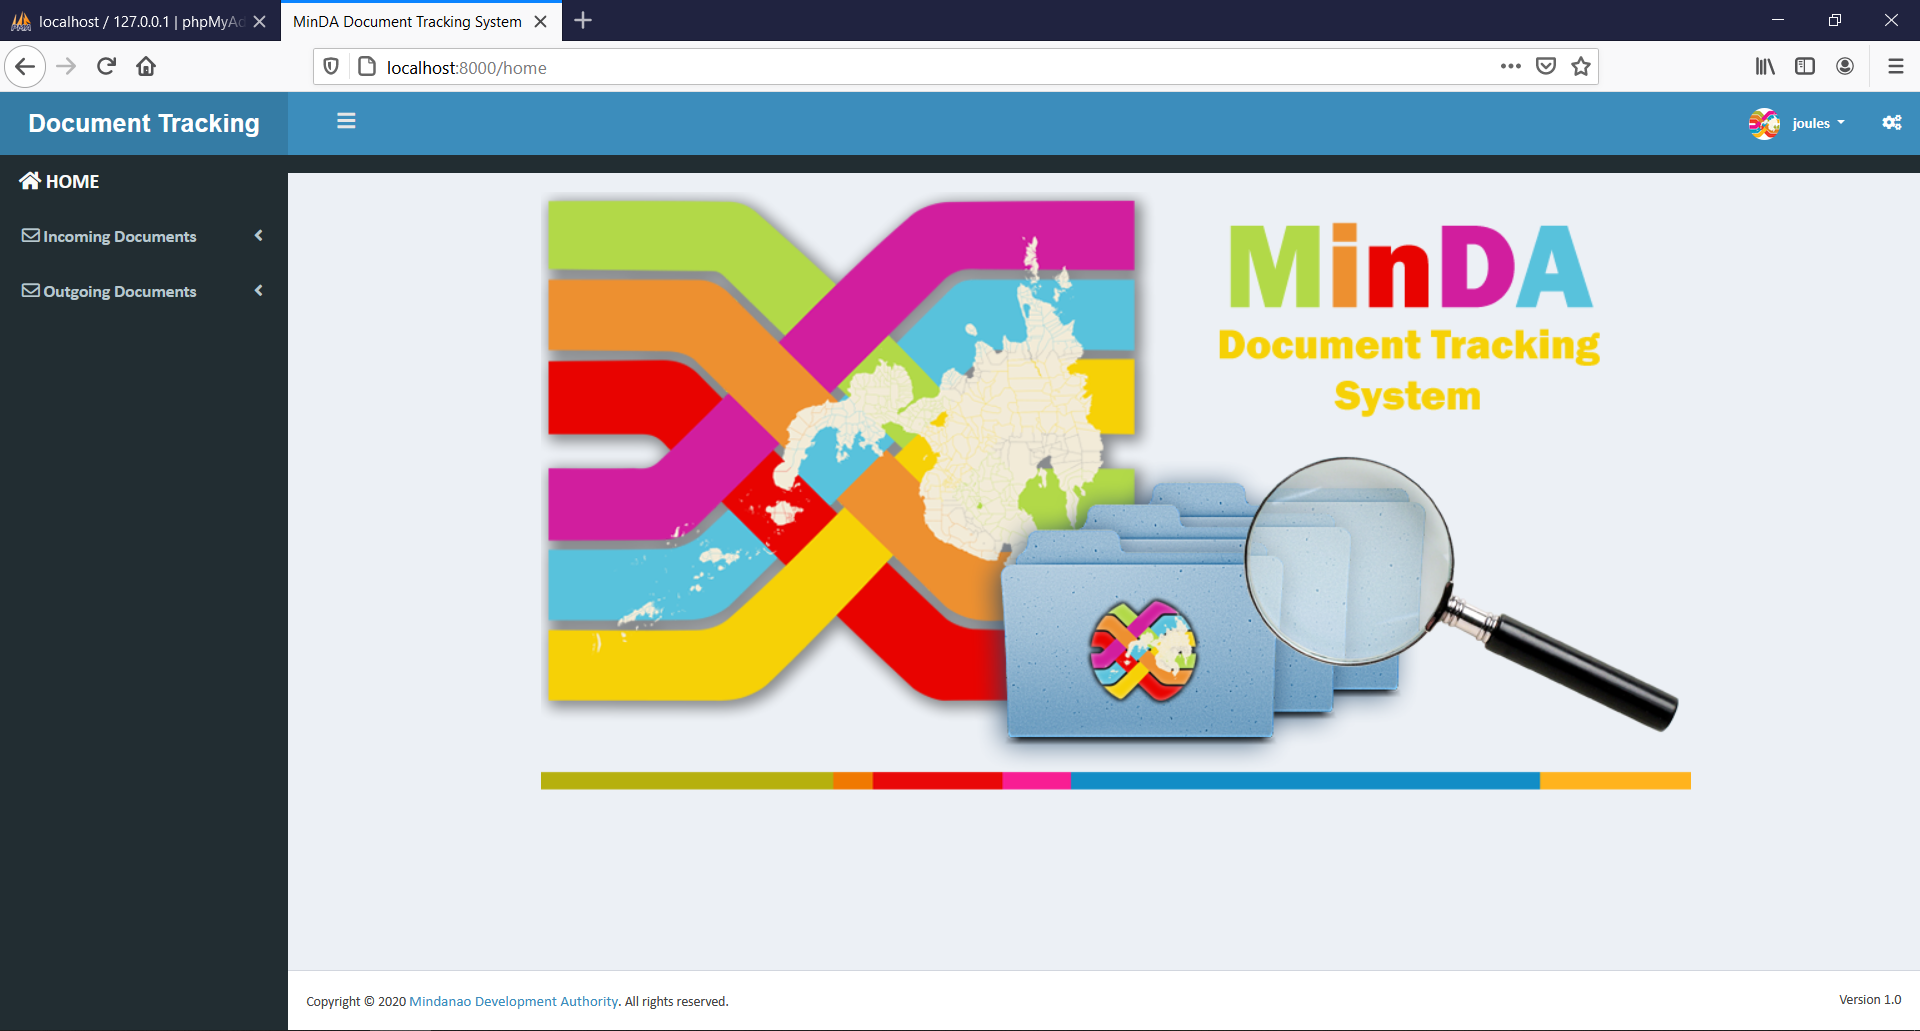 localhost / 127.0.0.1 | phpMyAd
MinDA Document Tracking System
localhost:8000/home
Document Tracking
joules
HOME
Incoming Documents
Outgoing Documents
MinDA
Document Tracking
System
Copyright © 2020 Mindanao Development Authority. All rights reserved.
Version 1.0